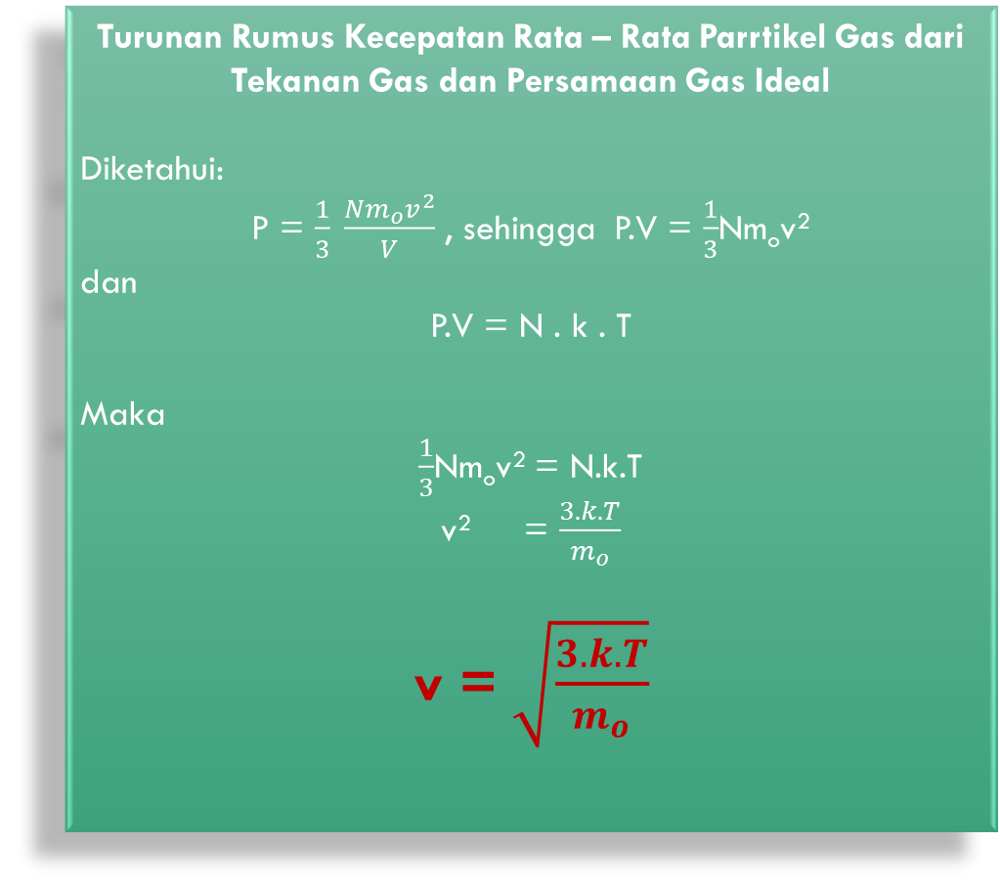 Turunan Rumus Kecepatan Rata – Rata Parrtikel Gas dari
Tekanan Gas dan Persamaan Gas Ideal
Diketahui:
P = \frac{1}{3} \frac{Nm_o v^2}{V} , sehingga P.V = \frac{1}{3}Nm_o v^2
dan
P.V = N . k . T
Maka
\frac{1}{3}Nm_o v^2 = N.k.T
v^2 = \frac{3.k.T}{m_o}
v = \sqrt{\frac{3.k.T}{m_o}}